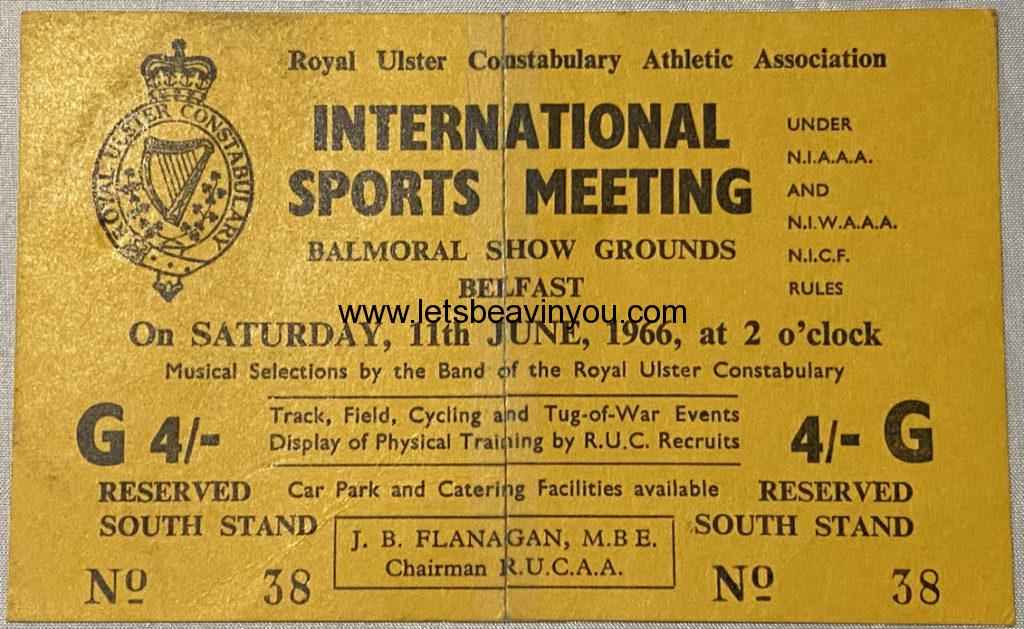 Royal Ulster Constabulary Athletic Association
ROYAL ULSTER CONSTABULARY
INTERNATIONAL
SPORTS MEETING
UNDER
N.I.A.A.A.
AND
N.I.W.A.A.A.
N.I.C.F.
RULES
BALMORAL SHOW GROUNDS
BELFAST
www.letsbeavinyou.com
On SATURDAY, 11th JUNE, 1966, at 2 o'clock
Musical Selections by the Band of the Royal Ulster Constabulary
G 4/-
Track, Field, Cycling and Tug-of-War Events
Display of Physical Training by R.U.C. Recruits
4/- G
RESERVED
SOUTH STAND
Car Park and Catering Facilities available
RESERVED
SOUTH STAND
J. B. FLANAGAN, M.B E.
Chairman R.U.C.A.A.
Nº 38
Nº 38